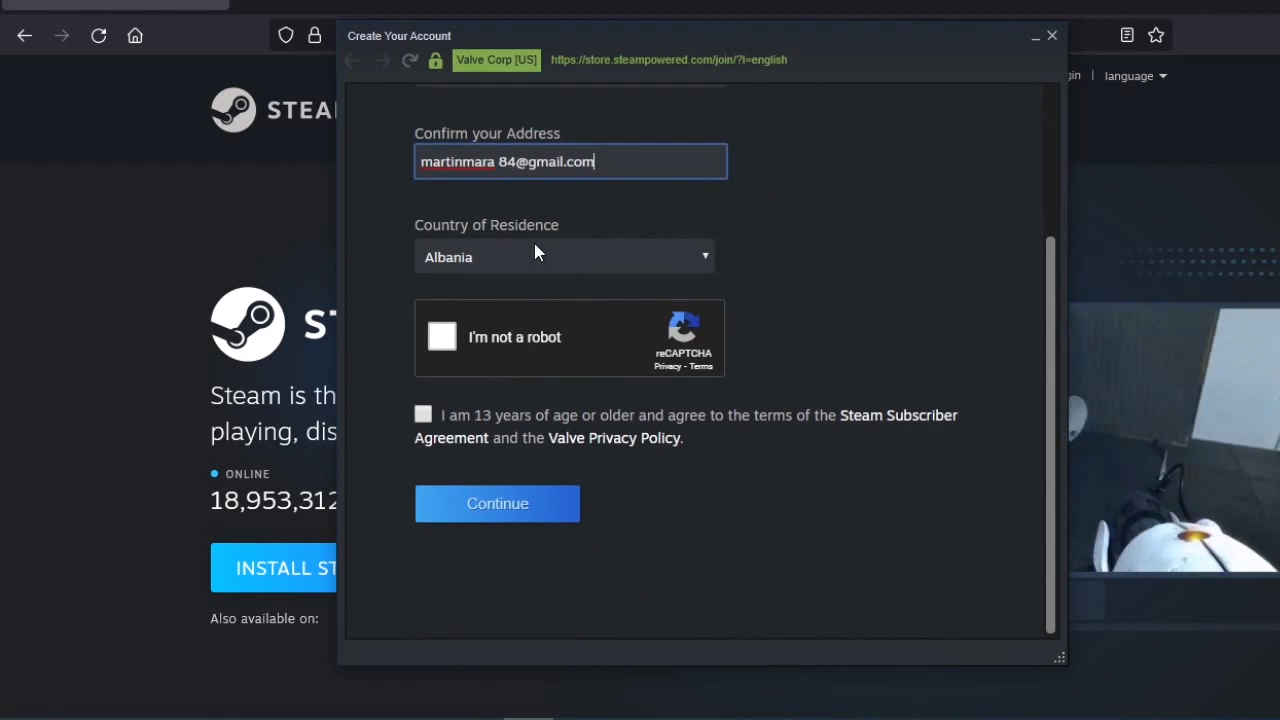 Create Your Account
Valve Corp [US] https://store.steampowered.com/join/?l=english
language
STEA
Confirm your Address
martinmara 84@gmail.com
Country of Residence
Albania
I'm not a robot
reCAPTCHA
Privacy - Terms
I am 13 years of age or older and agree to the terms of the Steam Subscriber
Agreement and the Valve Privacy Policy.
Continue
ST
Steam is th
playing, dis
ONLINE
18,953,312
INSTALL ST
Also available on: